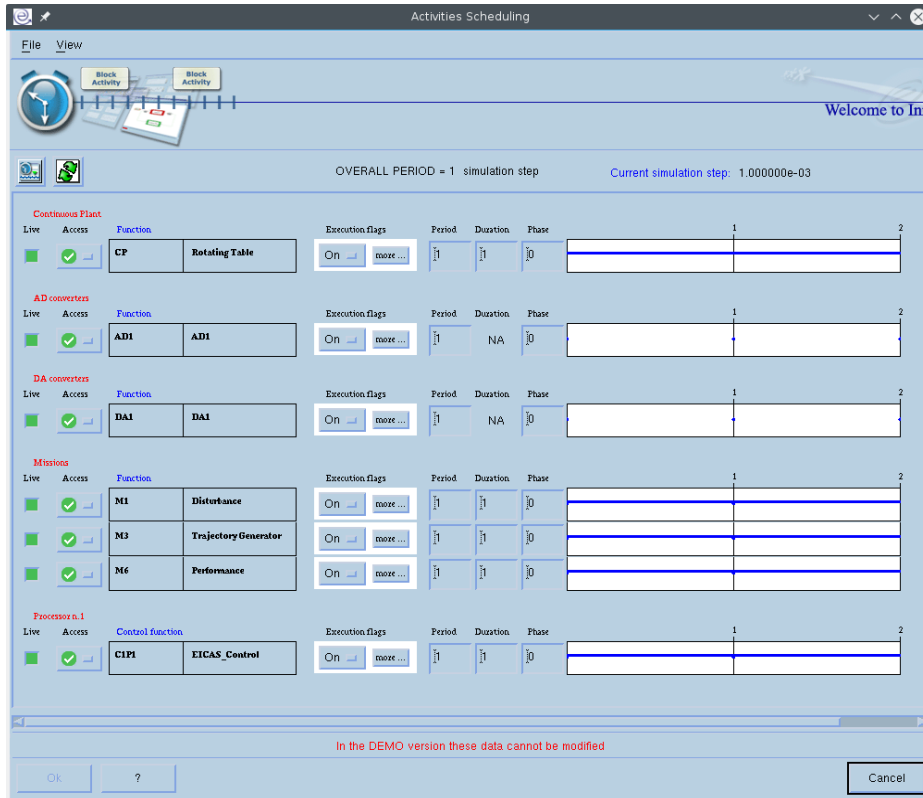 Activities Scheduling
File View
Block Activity Block Activity
Welcome to In
OVERALL PERIOD = 1 simulation step Current simulation step: 1.000000e-03
Continuous Plant
Live Access Function Execution flags Period Duration Phase 1 2
CP Rotating Table On more ... 1 1 0
AD converters
Live Access Function Execution flags Period Duration Phase 1 2
AD1 AD1 On more ... 1 NA 0
DA converters
Live Access Function Execution flags Period Duration Phase 1 2
DA1 DA1 On more ... 1 NA 0
Missions
Live Access Function Execution flags Period Duration Phase 1 2
M1 Disturbance On more ... 1 1 0
M3 Trajectory Generator On more ... 1 1 0
M6 Performance On more ... 1 1 0
Processor n.1
Live Access Control function Execution flags Period Duration Phase 1 2
C1P1 EICAS_Control On more ... 1 1 0
In the DEMO version these data cannot be modified
Ok ? Cancel